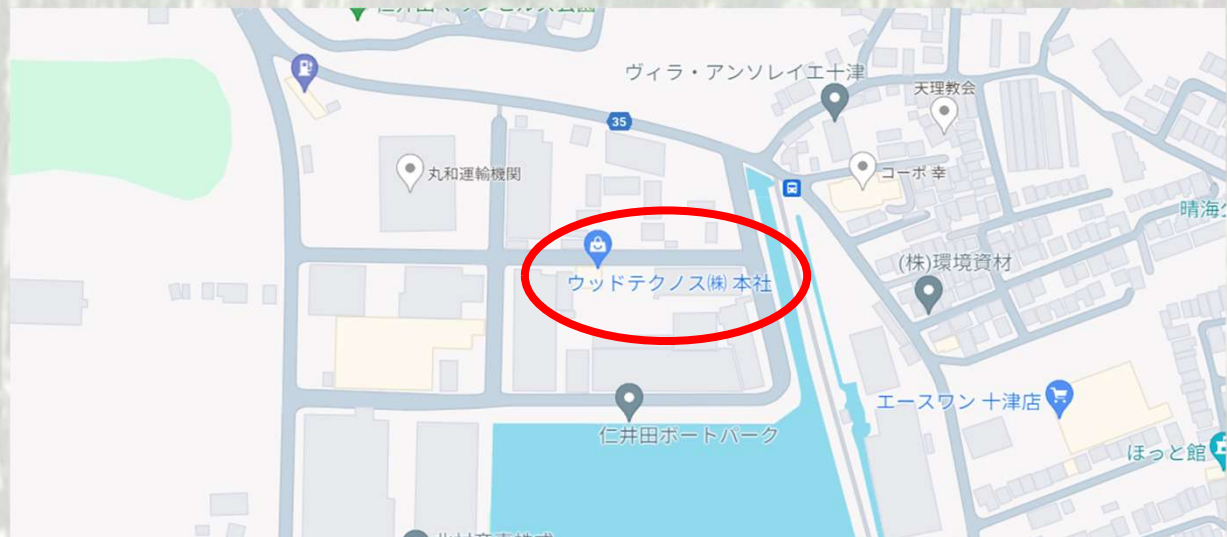 ヴィラ・アンソレイエ十津
天理教会
35
丸和運輸機関
コーポ 幸
晴海
(株)環境資材
ウッドテクノス㈱ 本社
エースワン 十津店
仁井田ボートパーク
ほっと館